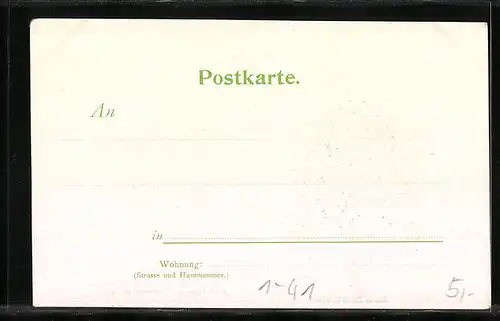 Postkarte.
An
in
Wohnung:
(Strasse und Hausnummer.)
1-41
5,-